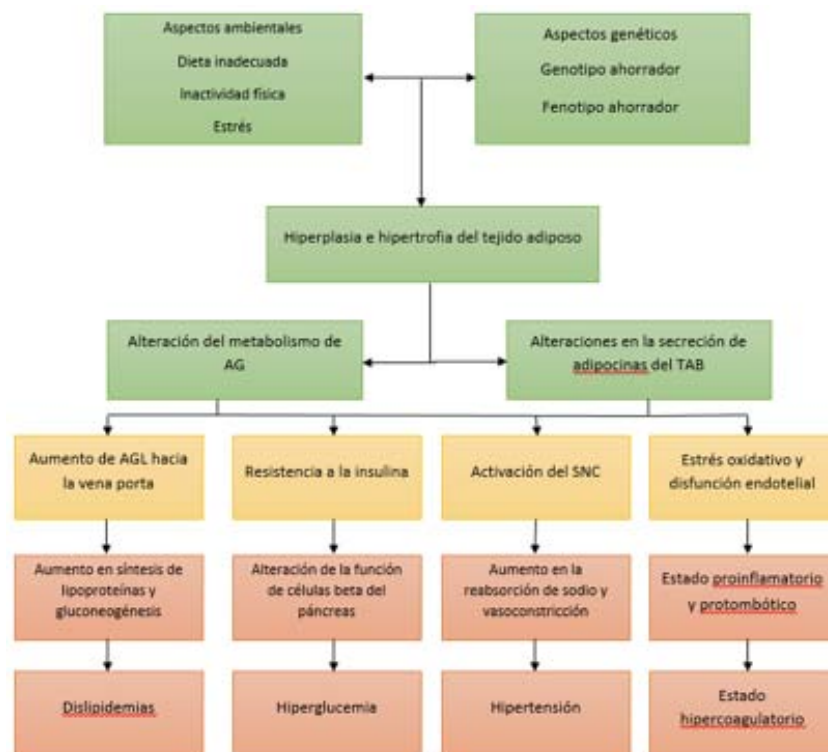 Aspectos ambientales
Dieta inadecuada
Inactividad física
Estrés
Aspectos genéticos
Genotipo ahorrador
Fenotipo ahorrador
Hiperplasia e hipertrofia del tejido adiposo
Alteración del metabolismo de
AG
Alteraciones en la secreción de
adipocinas del TAB
Aumento de AGL hacia
la vena porta
Resistencia a la insulina
Activación del SNC
Estrés oxidativo y
disfunción endotelial
Aumento en síntesis de
lipoproteínas y
gluconeogénesis
Alteración de la función
de células beta del
páncreas
Aumento en la
reabsorción de sodio y
vasoconstricción
Estado proinflamatorio
y protombótico
Dislipidemias
Hiperglucemia
Hipertensión
Estado
hipercoagulatorio